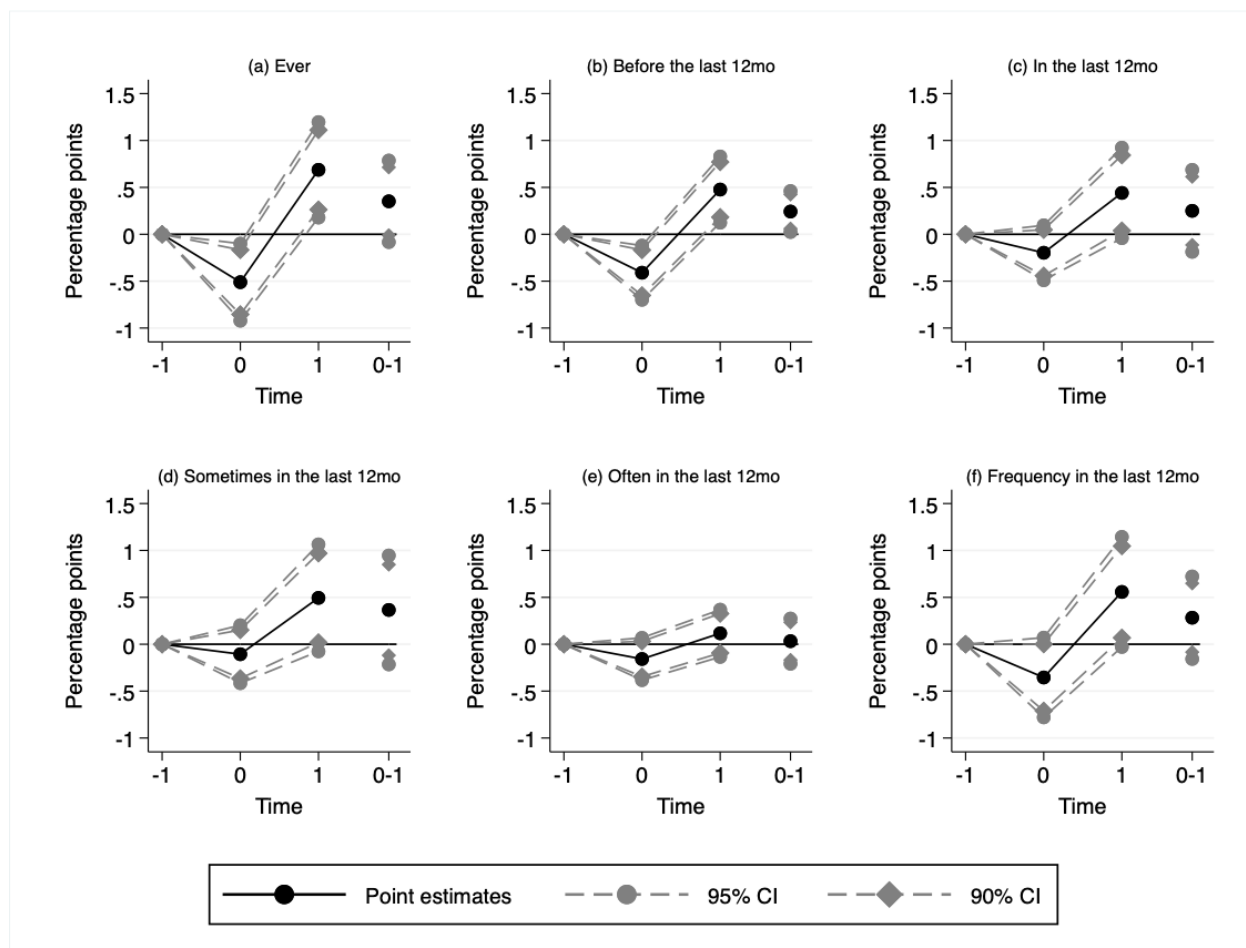 (a) Ever
Percentage points
1.5
1
.5
0
-.5
-1
-1 0 1 0-1
Time
(b) Before the last 12mo
Percentage points
1.5
1
.5
0
-.5
-1
-1 0 1 0-1
Time
(c) In the last 12mo
Percentage points
1.5
1
.5
0
-.5
-1
-1 0 1 0-1
Time
(d) Sometimes in the last 12mo
Percentage points
1.5
1
.5
0
-.5
-1
-1 0 1 0-1
Time
(e) Often in the last 12mo
Percentage points
1.5
1
.5
0
-.5
-1
-1 0 1 0-1
Time
(f) Frequency in the last 12mo
Percentage points
1.5
1
.5
0
-.5
-1
-1 0 1 0-1
Time
Point estimates 95% CI 90% CI